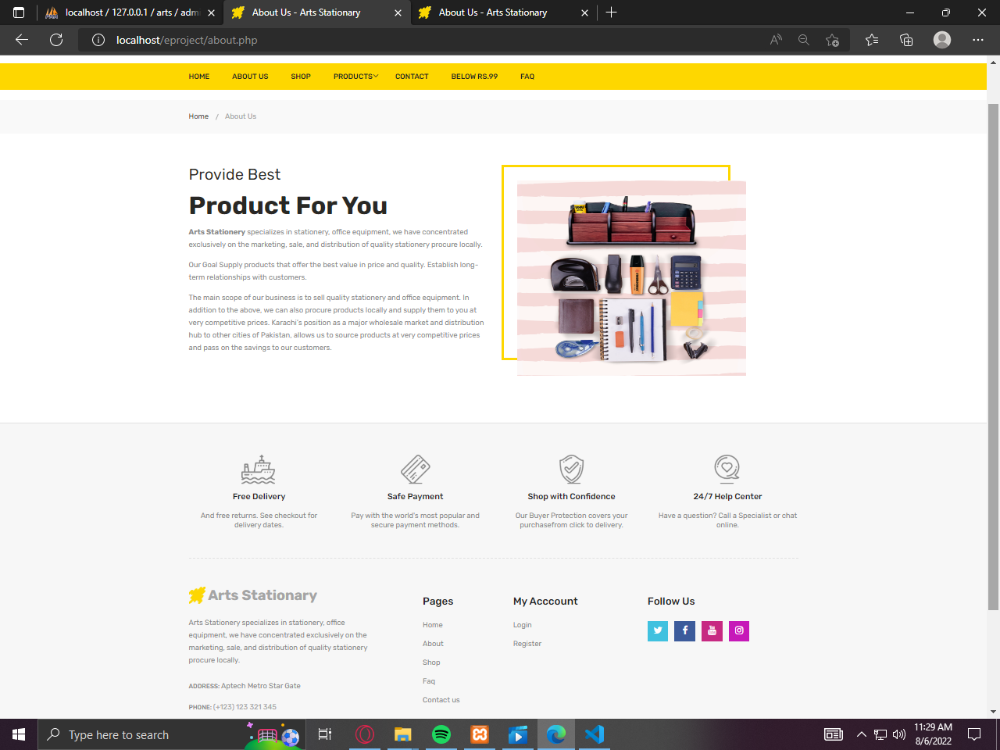 localhost / 127.0.0.1 / arts / adm
About Us - Arts Stationary
About Us - Arts Stationary
localhost/eproject/about.php
HOME
ABOUT US
SHOP
PRODUCTS
CONTACT
BELOW RS.99
FAQ
Home / About Us
Provide Best
Product For You
Arts Stationery specializes in stationery, office equipment, we have concentrated
exclusively on the marketing, sale, and distribution of quality stationery procure locally.
Our Goal Supply products that offer the best value in price and quality. Establish long-
term relationships with customers.
The main scope of our business is to sell quality stationery and office equipment. In
addition to the above, we can also procure products locally and supply them to you at
very competitive prices. Karachi's position as a major wholesale market and distribution
hub to other cities of Pakistan, allows us to source products at very competitive prices
and pass on the savings to our customers.
UHU
Free Delivery
And free returns. See checkout for
delivery dates.
Safe Payment
Pay with the world's most popular and
secure payment methods.
Shop with Confidence
Our Buyer Protection covers your
purchasefrom click to delivery.
24/7 Help Center
Have a question? Call a Specialist or chat
online.
Arts Stationary
Arts Stationery specializes in stationery, office
equipment, we have concentrated exclusively on the
marketing, sale, and distribution of quality stationery
procure locally.
ADDRESS: Aptech Metro Star Gate
PHONE: (+123) 123 321 345
Pages
Home
About
Shop
Faq
Contact us
My Acccount
Login
Register
Follow Us
Type here to search
11:29 AM
8/6/2022